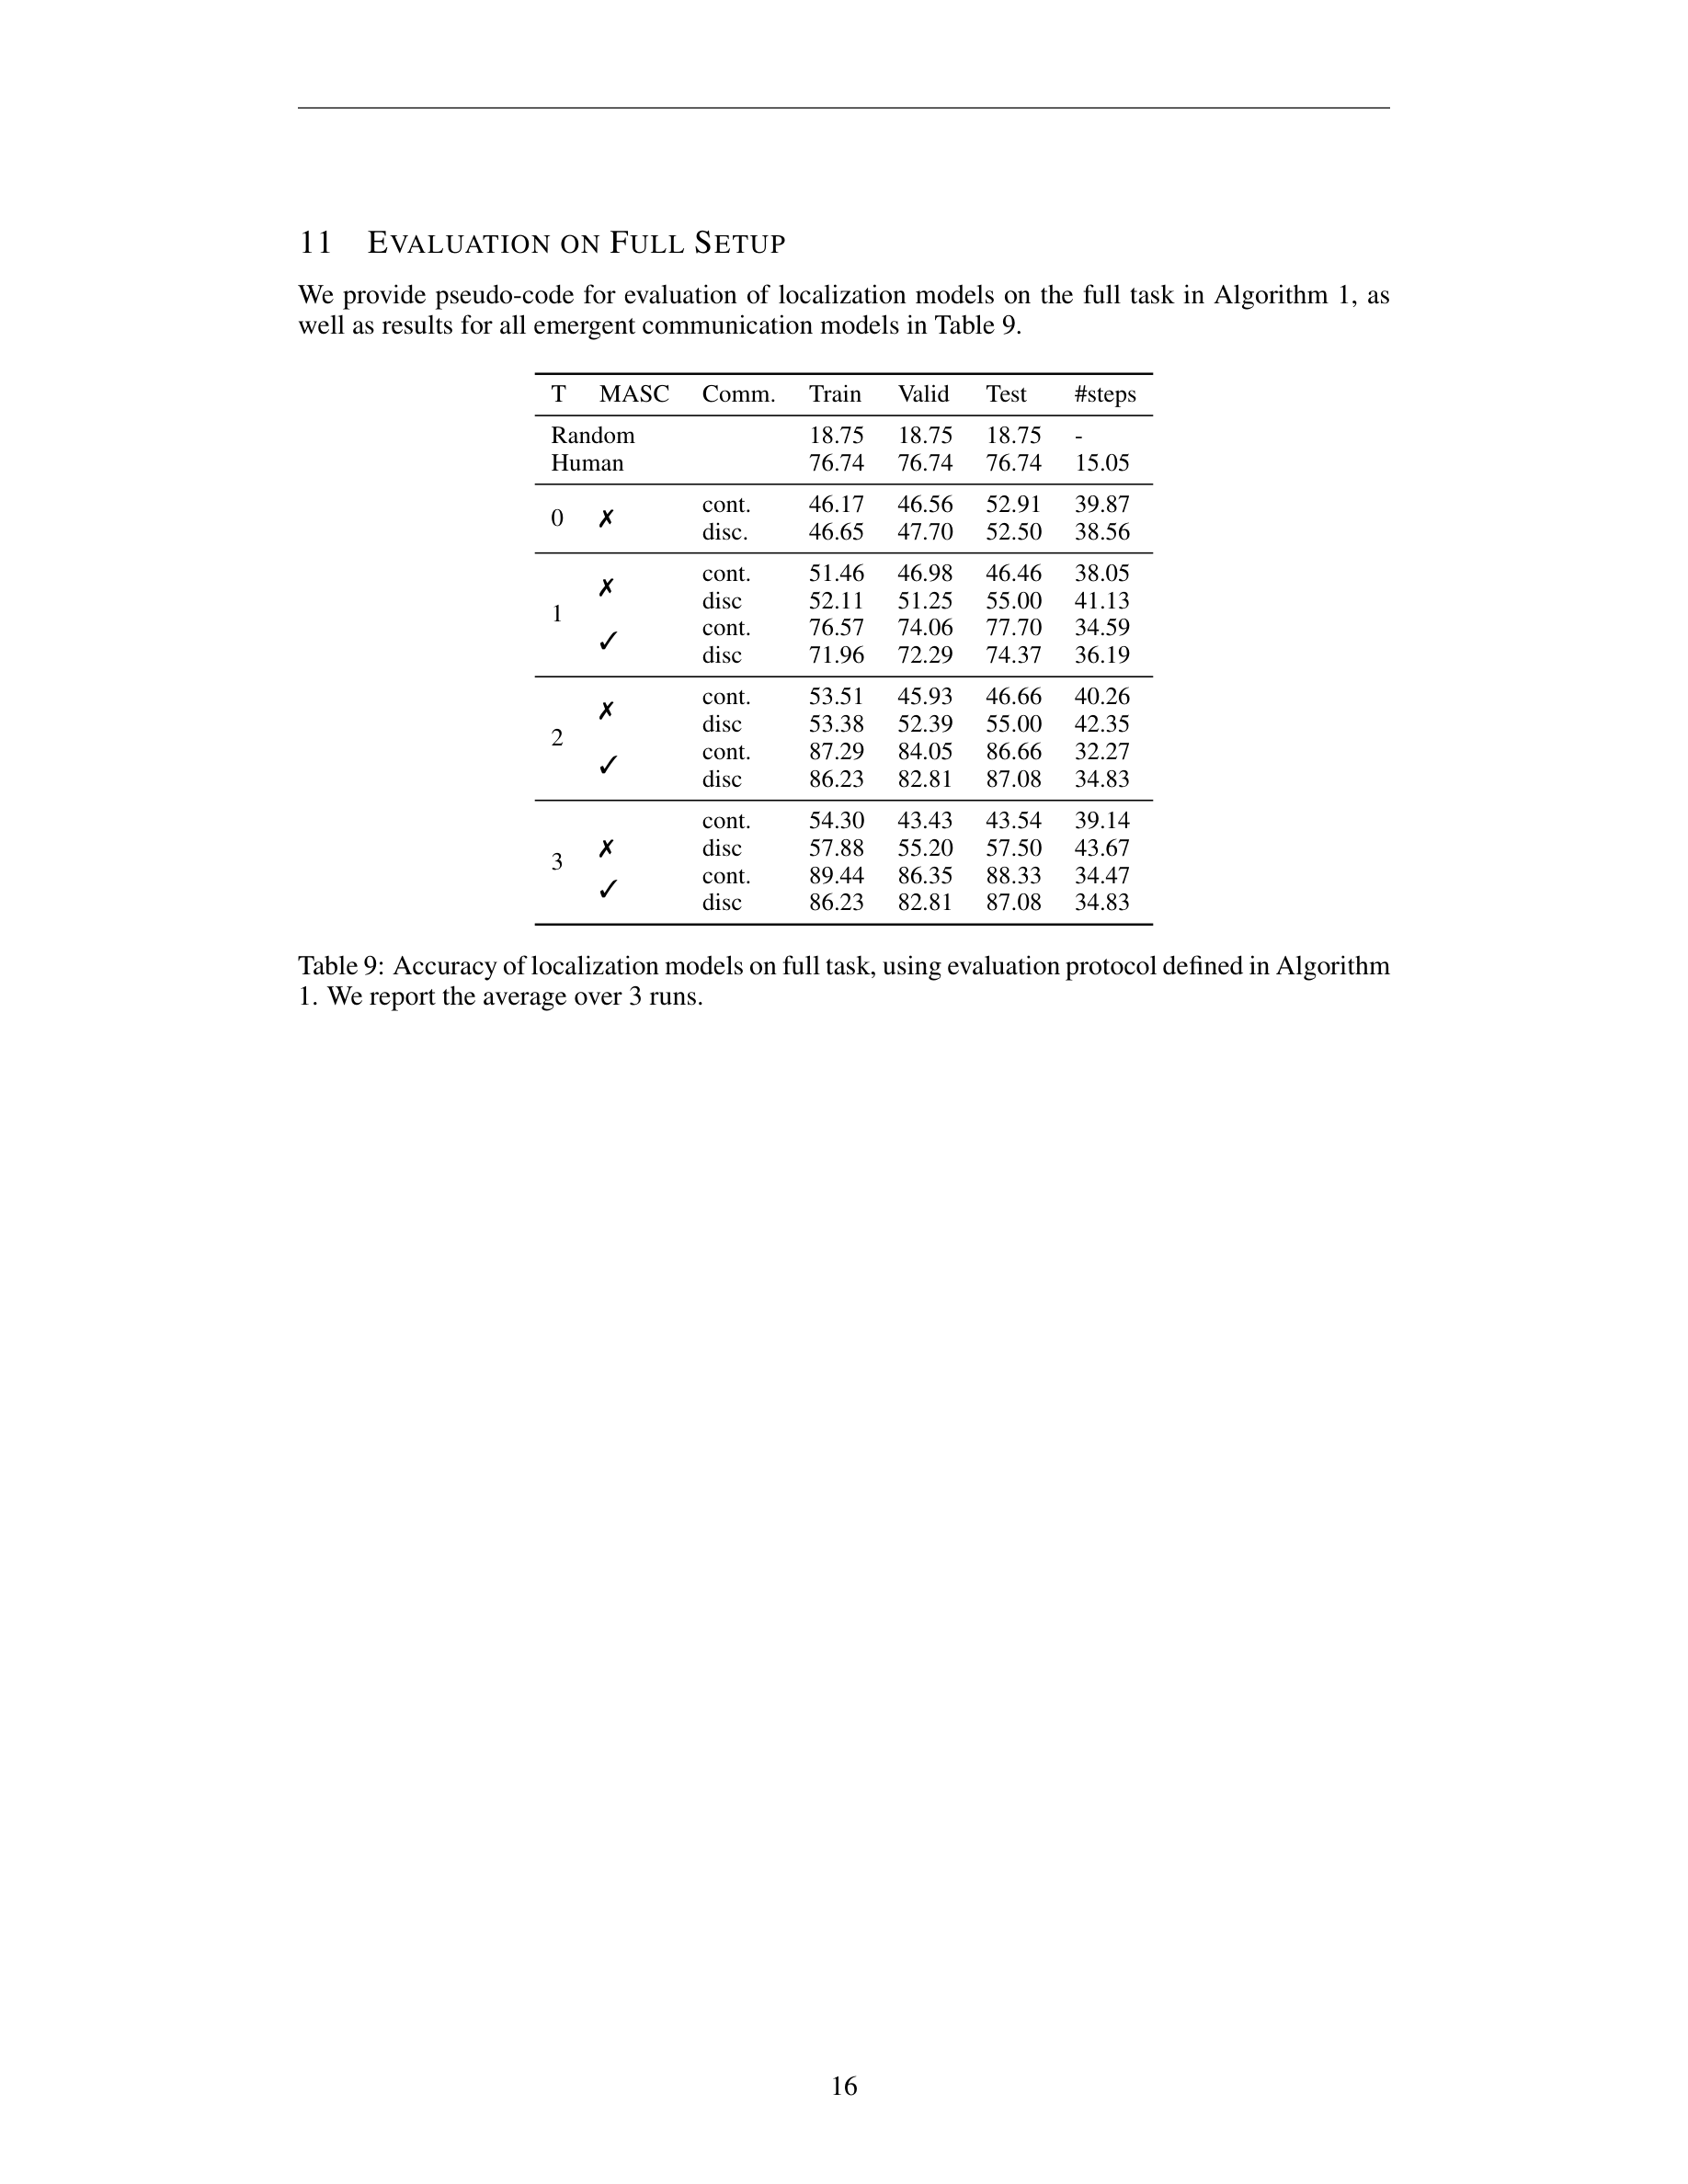 11 EVALUATION ON FULL SETUP
We provide pseudo-code for evaluation of localization models on the full task in Algorithm 1, as
well as results for all emergent communication models in Table 9.
T MASC Comm. Train Valid Test #steps
Random 18.75 18.75 18.75 -
Human 76.74 76.74 76.74 15.05
0 ✗ cont. 46.17 46.56 52.91 39.87
disc. 46.65 47.70 52.50 38.56
1 ✗ cont. 51.46 46.98 46.46 38.05
disc 52.11 51.25 55.00 41.13
✓ cont. 76.57 74.06 77.70 34.59
disc 71.96 72.29 74.37 36.19
2 ✗ cont. 53.51 45.93 46.66 40.26
disc 53.38 52.39 55.00 42.35
✓ cont. 87.29 84.05 86.66 32.27
disc 86.23 82.81 87.08 34.83
3 ✗ cont. 54.30 43.43 43.54 39.14
disc 57.88 55.20 57.50 43.67
✓ cont. 89.44 86.35 88.33 34.47
disc 86.23 82.81 87.08 34.83
Table 9: Accuracy of localization models on full task, using evaluation protocol defined in Algorithm
1. We report the average over 3 runs.
16